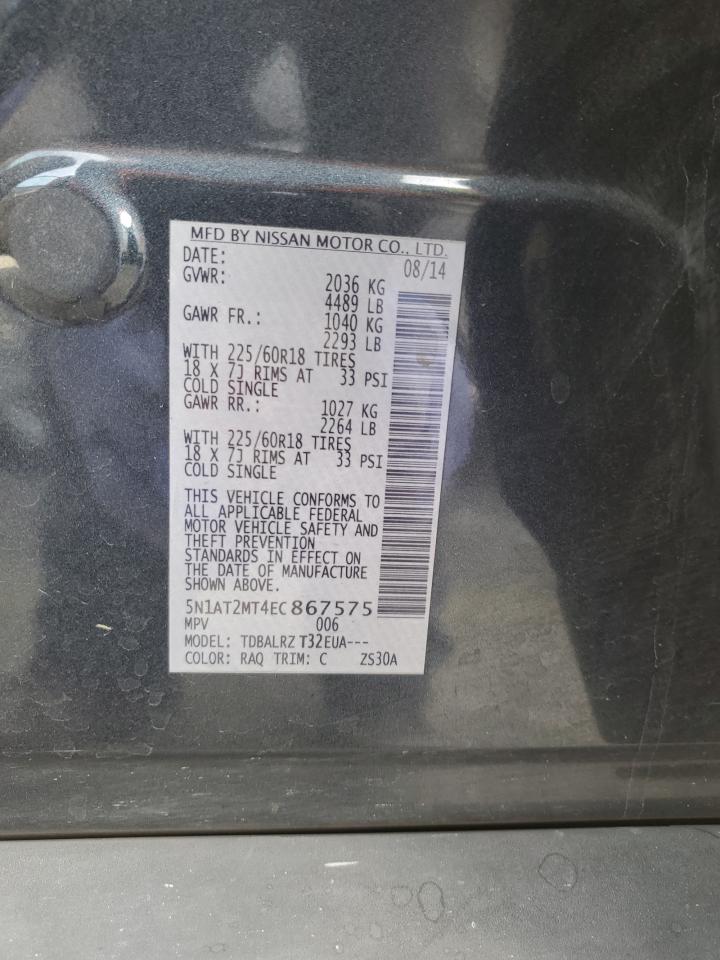 MFD BY NISSAN MOTOR CO., LTD.
DATE: 08/14
GVWR: 2036 KG
4489 LB
GAWR FR.: 1040 KG
2293 LB
WITH 225/60R18 TIRES
18 X 7J RIMS AT 33 PSI
COLD SINGLE
GAWR RR.: 1027 KG
2264 LB
WITH 225/60R18 TIRES
18 X 7J RIMS AT 33 PSI
COLD SINGLE
THIS VEHICLE CONFORMS TO
ALL APPLICABLE FEDERAL
MOTOR VEHICLE SAFETY AND
THEFT PREVENTION
STANDARDS IN EFFECT ON
THE DATE OF MANUFACTURE
SHOWN ABOVE.
5N1AT2MT4EC867575
MPV 006
MODEL: TDBALRZ T32EUA---
COLOR: RAQ TRIM: C ZS30A